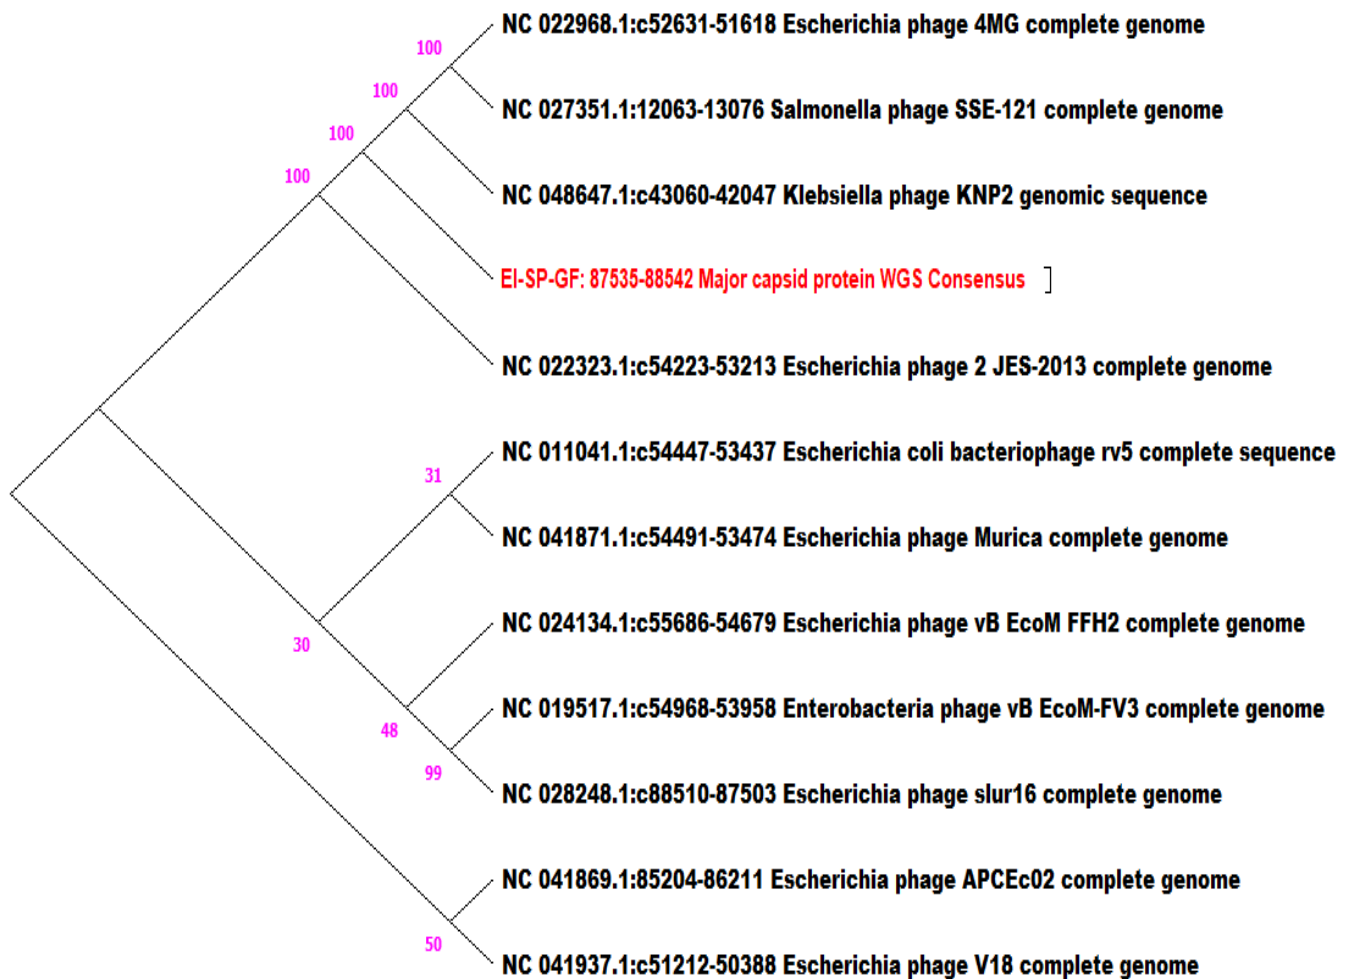 NC 022968.1:c52631-51618 Escherichia phage 4MG complete genome
100
100
NC 027351.1:12063-13076 Salmonella phage SSE-121 complete genome
100
100
NC 048647.1:c43060-42047 Klebsiella phage KNP2 genomic sequence
EI-SP-GF: 87535-88542 Major capsid protein WGS Consensus ]
NC 022323.1:c54223-53213 Escherichia phage 2 JES-2013 complete genome
NC 011041.1:c54447-53437 Escherichia coli bacteriophage rv5 complete sequence
31
NC 041871.1:c54491-53474 Escherichia phage Murica complete genome
NC 024134.1:c55686-54679 Escherichia phage vB EcoM FFH2 complete genome
30
NC 019517.1:c54968-53958 Enterobacteria phage vB EcoM-FV3 complete genome
48
99
NC 028248.1:c88510-87503 Escherichia phage slur16 complete genome
NC 041869.1:85204-86211 Escherichia phage APCEc02 complete genome
50
NC 041937.1:c51212-50388 Escherichia phage V18 complete genome